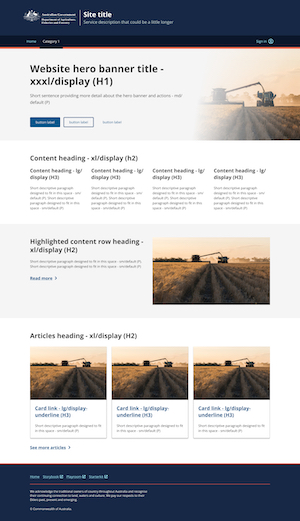 Australian Government
Department of Agriculture,
Fisheries and Forestry
Site title
Service description that could be a little longer
Home
Category 1
Sign in
Website hero banner title -
xxxl/display (H1)
Short sentence providing more detail about the hero banner and actions - md/
default (P)
Button label
Button label
Button label
Content heading - xl/display (h2)
Content heading - lg/
display (H3)
Content heading - lg/
display (H3)
Content heading - lg/
display (H3)
Content heading - lg/
display (H3)
Short descriptive paragraph
designed to fit in this space - sm/
default (P). Short descriptive
paragraph designed to fit in this
space - sm/default (P)
Short descriptive paragraph
designed to fit in this space - sm/
default (P). Short descriptive
paragraph designed to fit in this
space - sm/default (P)
Short descriptive paragraph
designed to fit in this space - sm/
default (P). Short descriptive
paragraph designed to fit in this
space - sm/default (P)
Short descriptive paragraph
designed to fit in this space - sm/
default (P). Short descriptive
paragraph designed to fit in this
space - sm/default (P)
Highlighted content row heading -
xl/display (H2)
Short descriptive paragraph designed to fit in this space - sm/default (P).
Short descriptive paragraph designed to fit in this space - sm/default (P)
Read more
Articles heading - xl/display (H2)
Card link - lg/display-
underline (H3)
Short descriptive paragraph designed to fit
in this space - sm/default (P)
Card link - lg/display-
underline (H3)
Short descriptive paragraph designed to fit
in this space - sm/default (P)
Card link - lg/display-
underline (H3)
Short descriptive paragraph designed to fit
in this space - sm/default (P)
See more articles
Home
Storybook
Playroom
We acknowledge the traditional owners of country throughout Australia and recognise
their continuing connection to land, waters and culture. We pay our respects to their
Elders past, present and emerging.
© Commonwealth of Australia